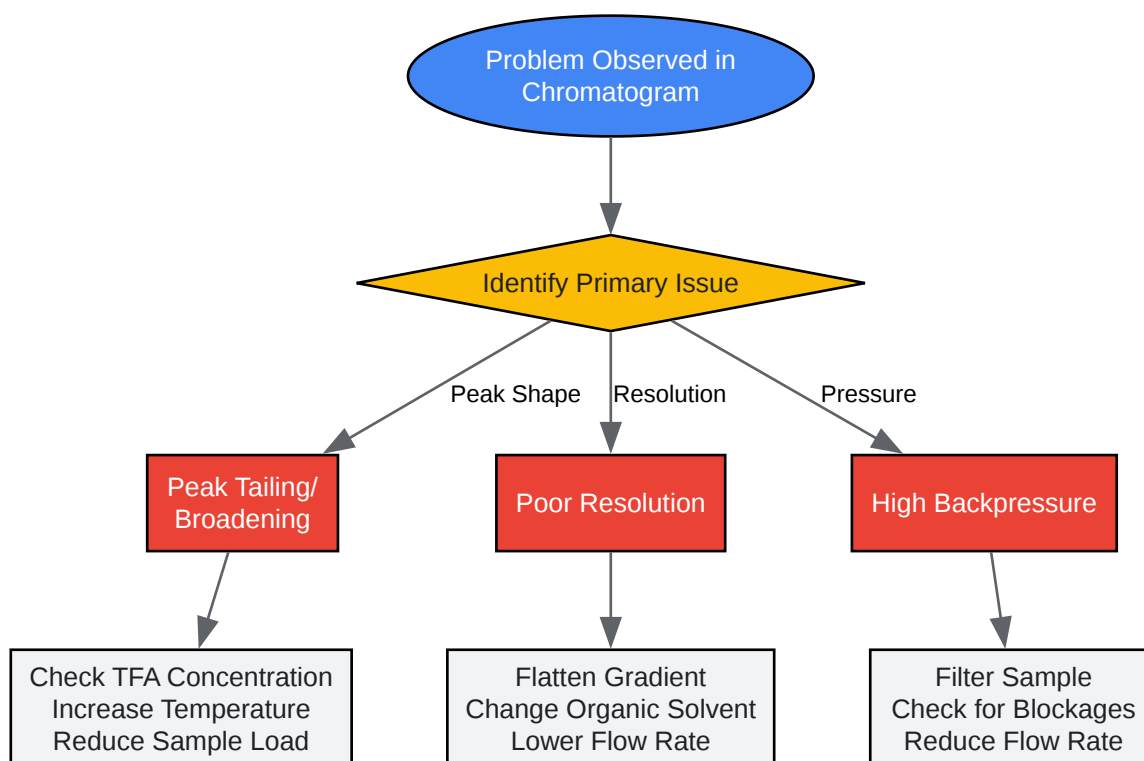 Problem Observed in
Chromatogram
Identify Primary Issue
Peak Shape
Resolution
Pressure
Peak Tailing/
Broadening
Poor Resolution
High Backpressure
Check TFA Concentration
Increase Temperature
Reduce Sample Load
Flatten Gradient
Change Organic Solvent
Lower Flow Rate
Filter Sample
Check for Blockages
Reduce Flow Rate